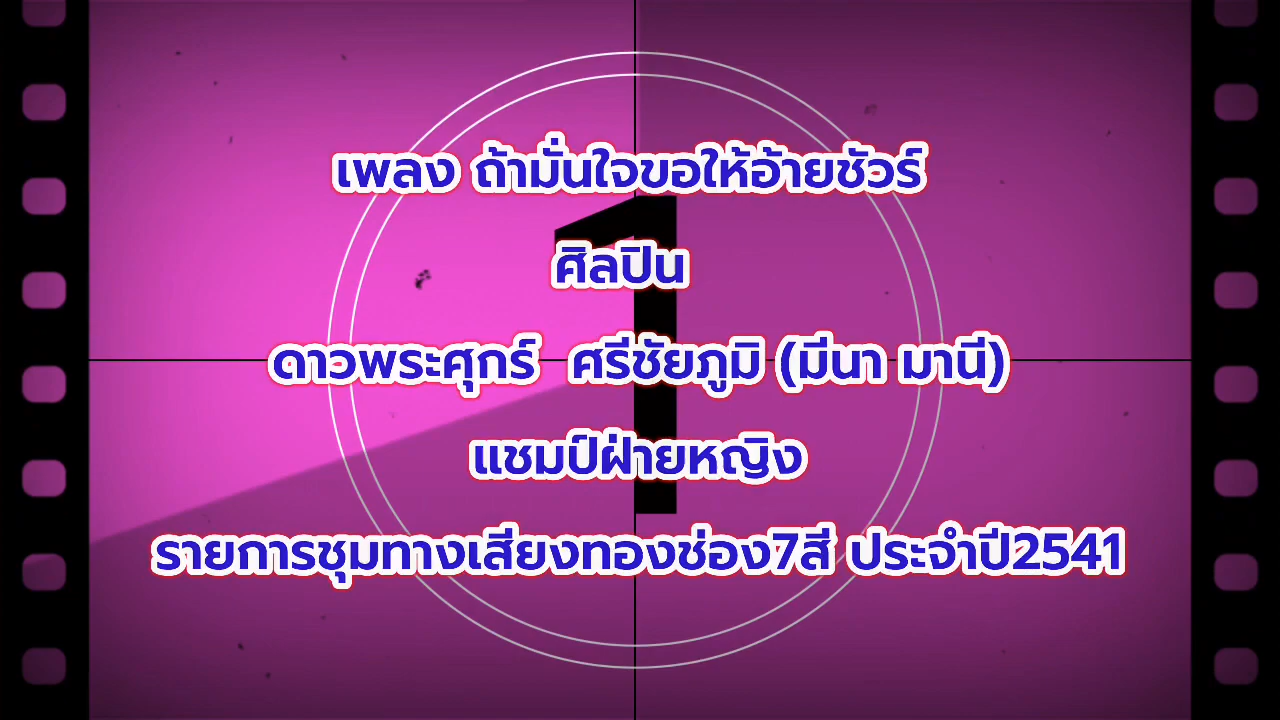 เพลง ถ้ามั่นใจขอให้อ้ายชัวร์
1
ศิลปิน
ดาวพระศุกร์  ศรีชัยภูมิ (มีนา มานี)
แชมป์ฝ่ายหญิง
รายการชุมทางเสียงทองช่อง7สี ประจำปี2541